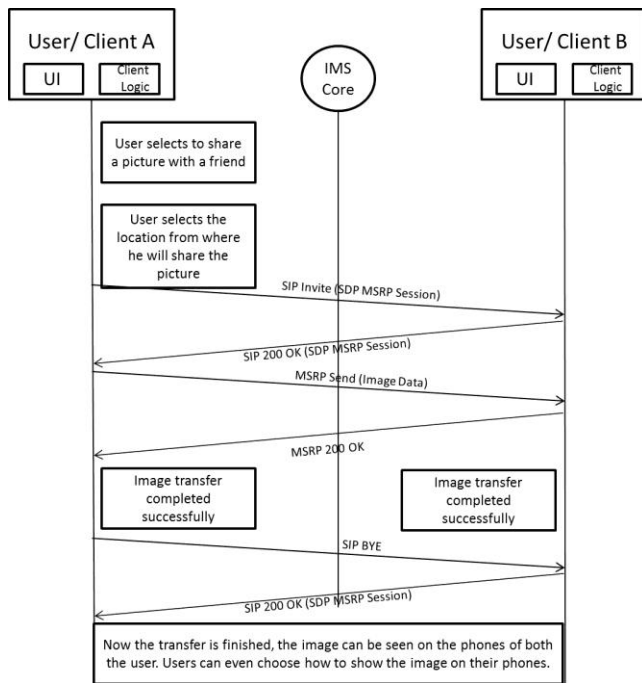 User/ Client A
UI
Client
Logic
IMS
Core
User/ Client B
UI
Client
Logic
User selects to share
a picture with a friend
User selects the
location from where
he will share the
picture
SIP Invite (SDP MSRP Session)
SIP 200 OK (SDP MSRP Session)
MSRP Send (Image Data)
MSRP 200 OK
Image transfer
completed
successfully
Image transfer
completed
successfully
SIP BYE
SIP 200 OK (SDP MSRP Session)
Now the transfer is finished, the image can be seen on the phones of both
the user. Users can even choose how to show the image on their phones.